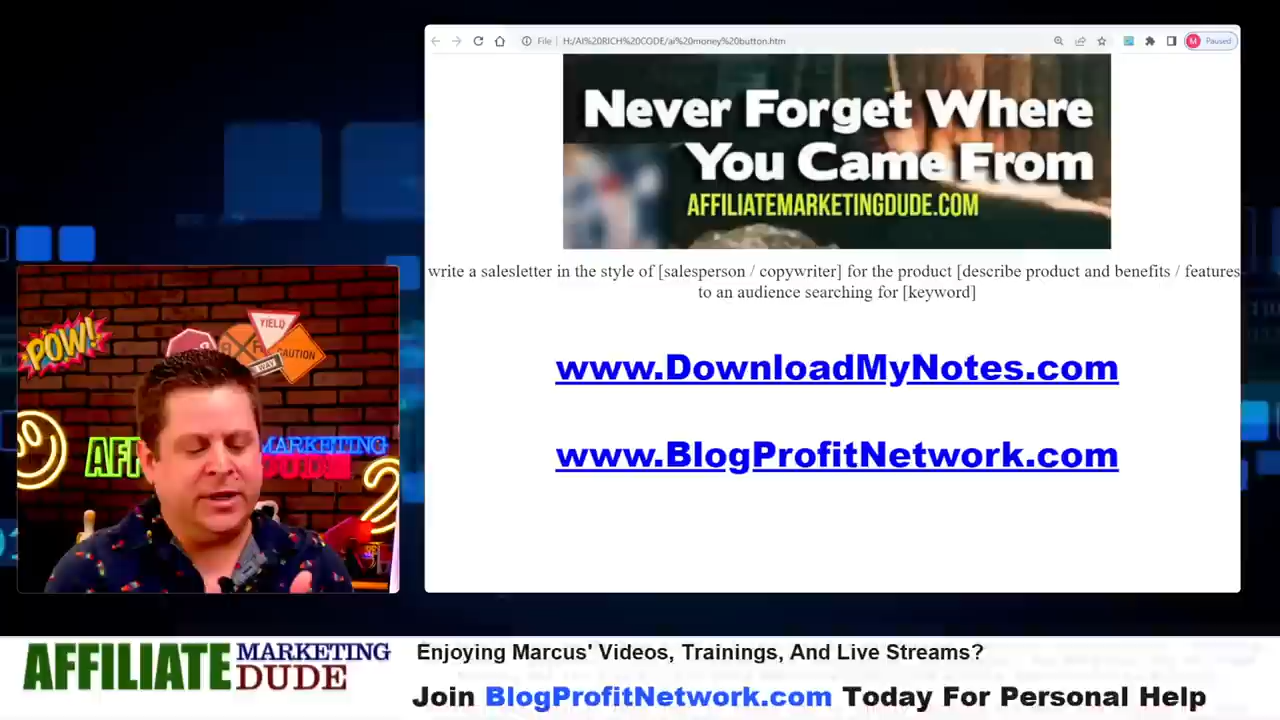 File
H:/AI%20RICH%20CODE/ai%20money%20button.htm
M
Paused
Never Forget Where
You Came From
AFFILIATEMARKETINGDUDE.COM
write a salesletter in the style of [salesperson / copywriter] for the product [describe product and benefits / features
to an audience searching for [keyword]
www.DownloadMyNotes.com
www.BlogProfitNetwork.com
POW!
YIELD
CAUTION
WAY
AFF
MARKETING
AFFILIATE MARKETING
DUDE
Enjoying Marcus' Videos, Trainings, And Live Streams?
Join BlogProfitNetwork.com Today For Personal Help